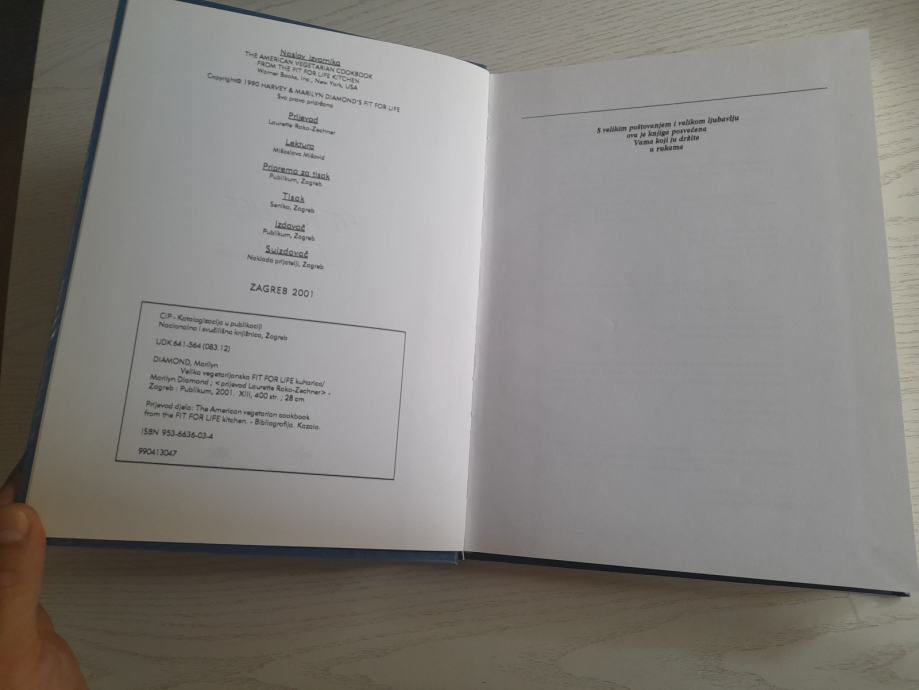 Naslov izvornika
THE AMERICAN VEGETARIAN COOKBOOK
FROM THE FIT FOR LIFE KITCHEN
Warner Books, Inc., New York, USA
Copyright© 1990 HARVEY & MARILYN DIAMOND'S FIT FOR LIFE
Sva prava pridržana
Prijevod
Laurette Rako-Zechner
Lektura
Milosava Mišović
Priprema za tisak
Publikum, Zagreb
Tisak
Zagreb
Izdavač
Publikum, Zagreb
Suizdavač
Naklada prijatelji, Zagreb
ZAGREB 2001
CIP - Katalogizacija u publikaciji
Nacionalna i svučilišna knjižnica, Zagreb
UDK 641-564 (083.12)
DIAMOND, Marilyn
Velika vegetarijanska FIT FOR LIFE kuharica/
Marilyn Diamond ; <prijevod Laurette Rako-Zechner> -
Zagreb : Publikum, 2001. XIII, 400 str. ; 28 cm
Prijevod djela: The American vegetarian cookbook
from the FIT FOR LIFE kitchen. - Bibliografija. Kazalo.
ISBN 953-6636-03-4
990413047
S velikim poštovanjem i velikom ljubavlju
ova je knjiga posvećena
Vama koji ju držite
u rukama